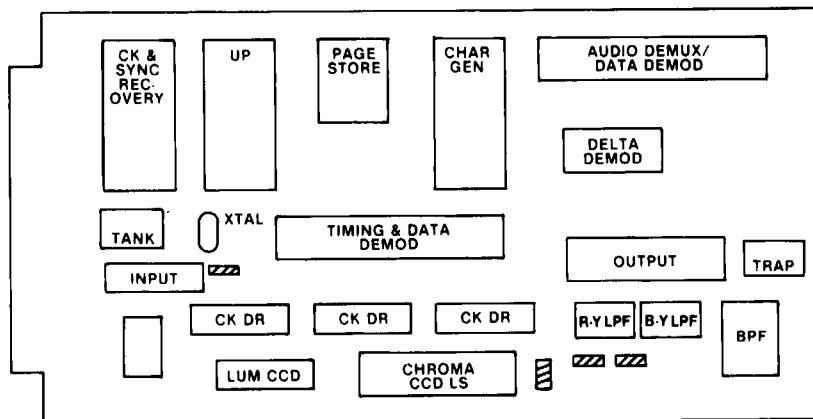 CK &
SYNC
REC-
OVERY
UP
PAGE
STORE
CHAR
GEN
AUDIO DEMUX/
DATA DEMOD
DELTA
DEMOD
TANK
XTAL
TIMING & DATA
DEMOD
OUTPUT
TRAP
INPUT
CK DR
CK DR
CK DR
R-Y LPF
B-Y LPF
BPF
LUM CCD
CHROMA
CCD LS